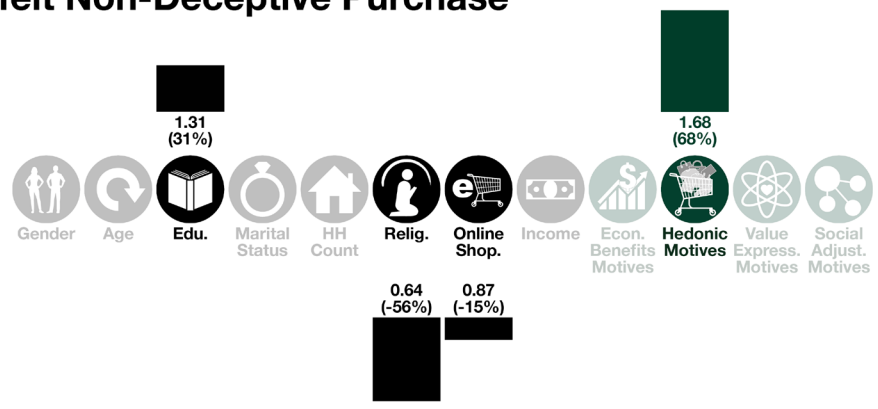 Non-Deceptive Purchase
1.31
(31%)
1.68
(68%)
e
$
Gender
Age
Edu.
Marital
Status
HH
Count
Relig.
Online
Shop.
Income
Econ.
Benefits
Motives
Hedonic
Motives
Value
Express.
Motives
Social
Adjust.
Motives
0.64
(-56%)
0.87
(-15%)